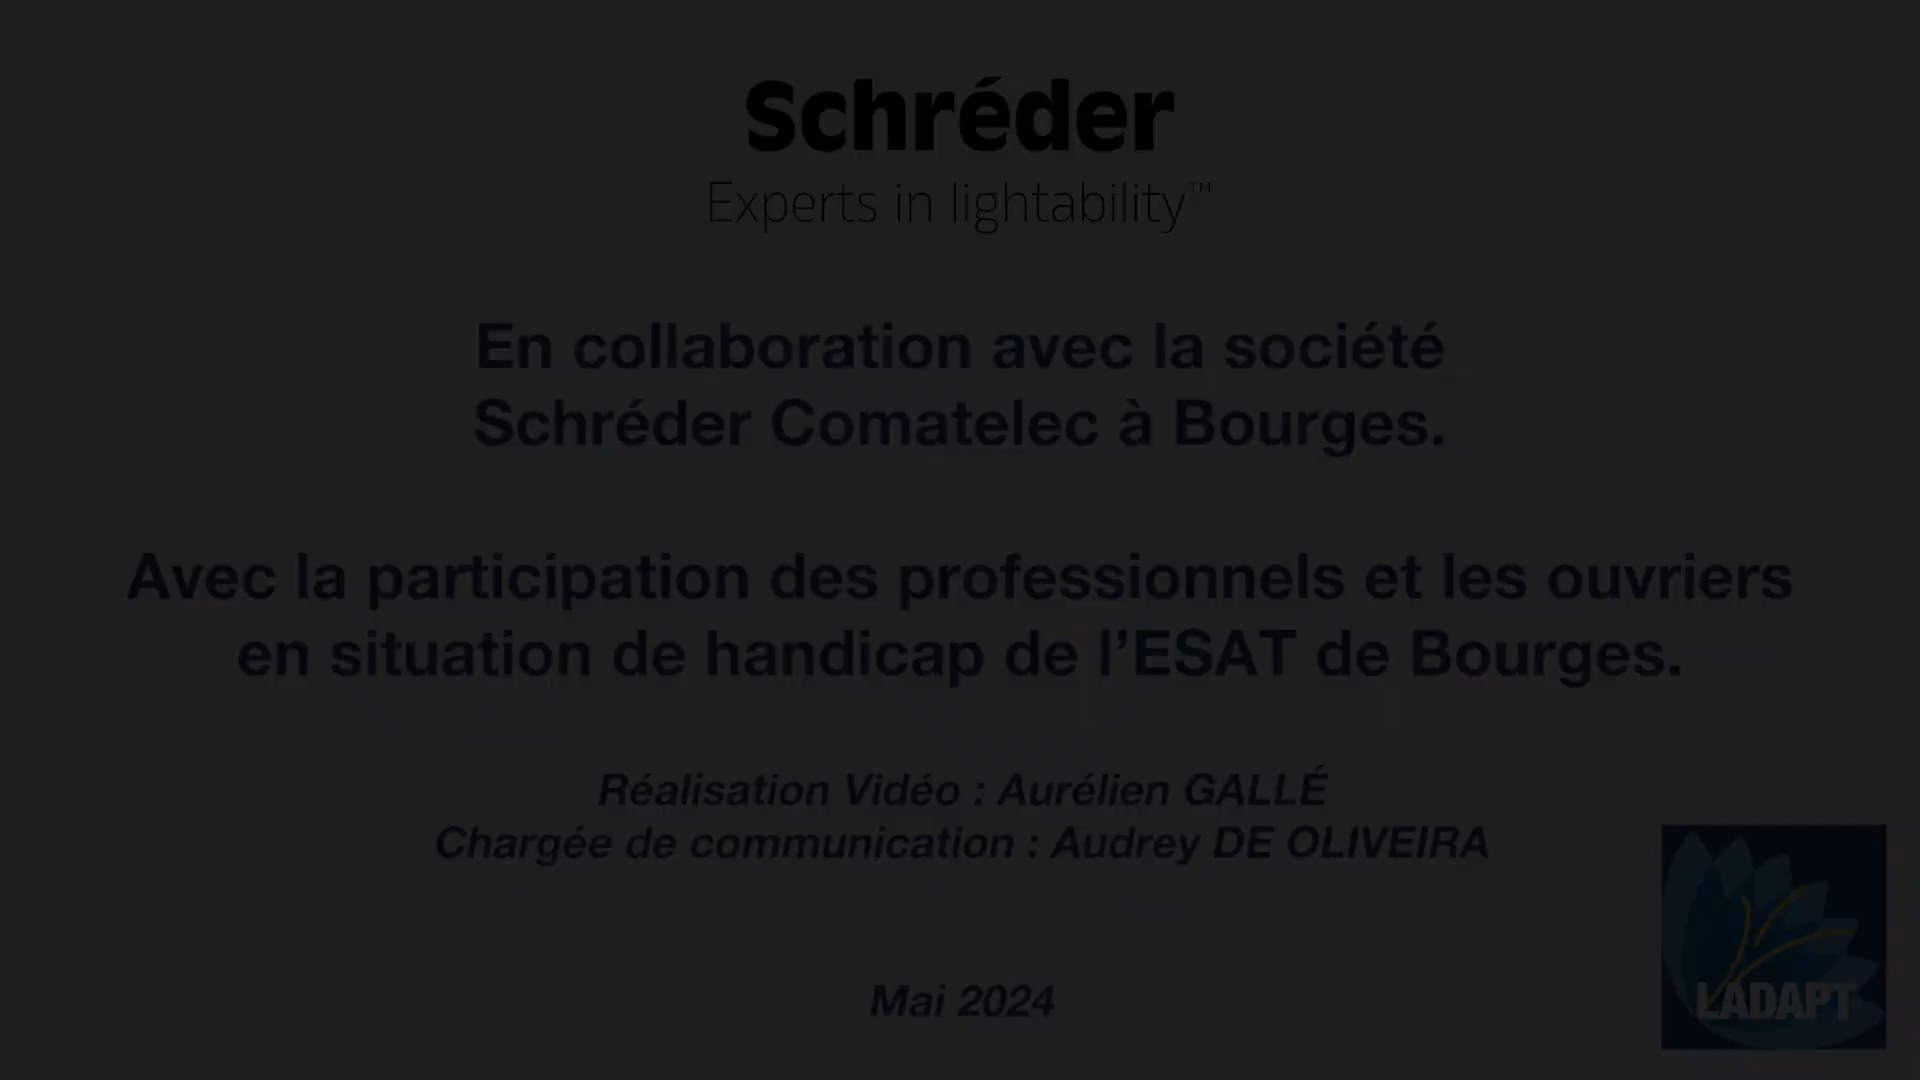 Schréder
Experts in lightability™
En collaboration avec la société
Schréder Comatelec à Bourges.
Avec la participation des professionnels et les ouvriers
en situation de handicap de l’ESAT de Bourges.
Réalisation Vidéo : Aurélien GALLÉ
Chargée de communication : Audrey DE OLIVEIRA
Mai 2024
LADAPT